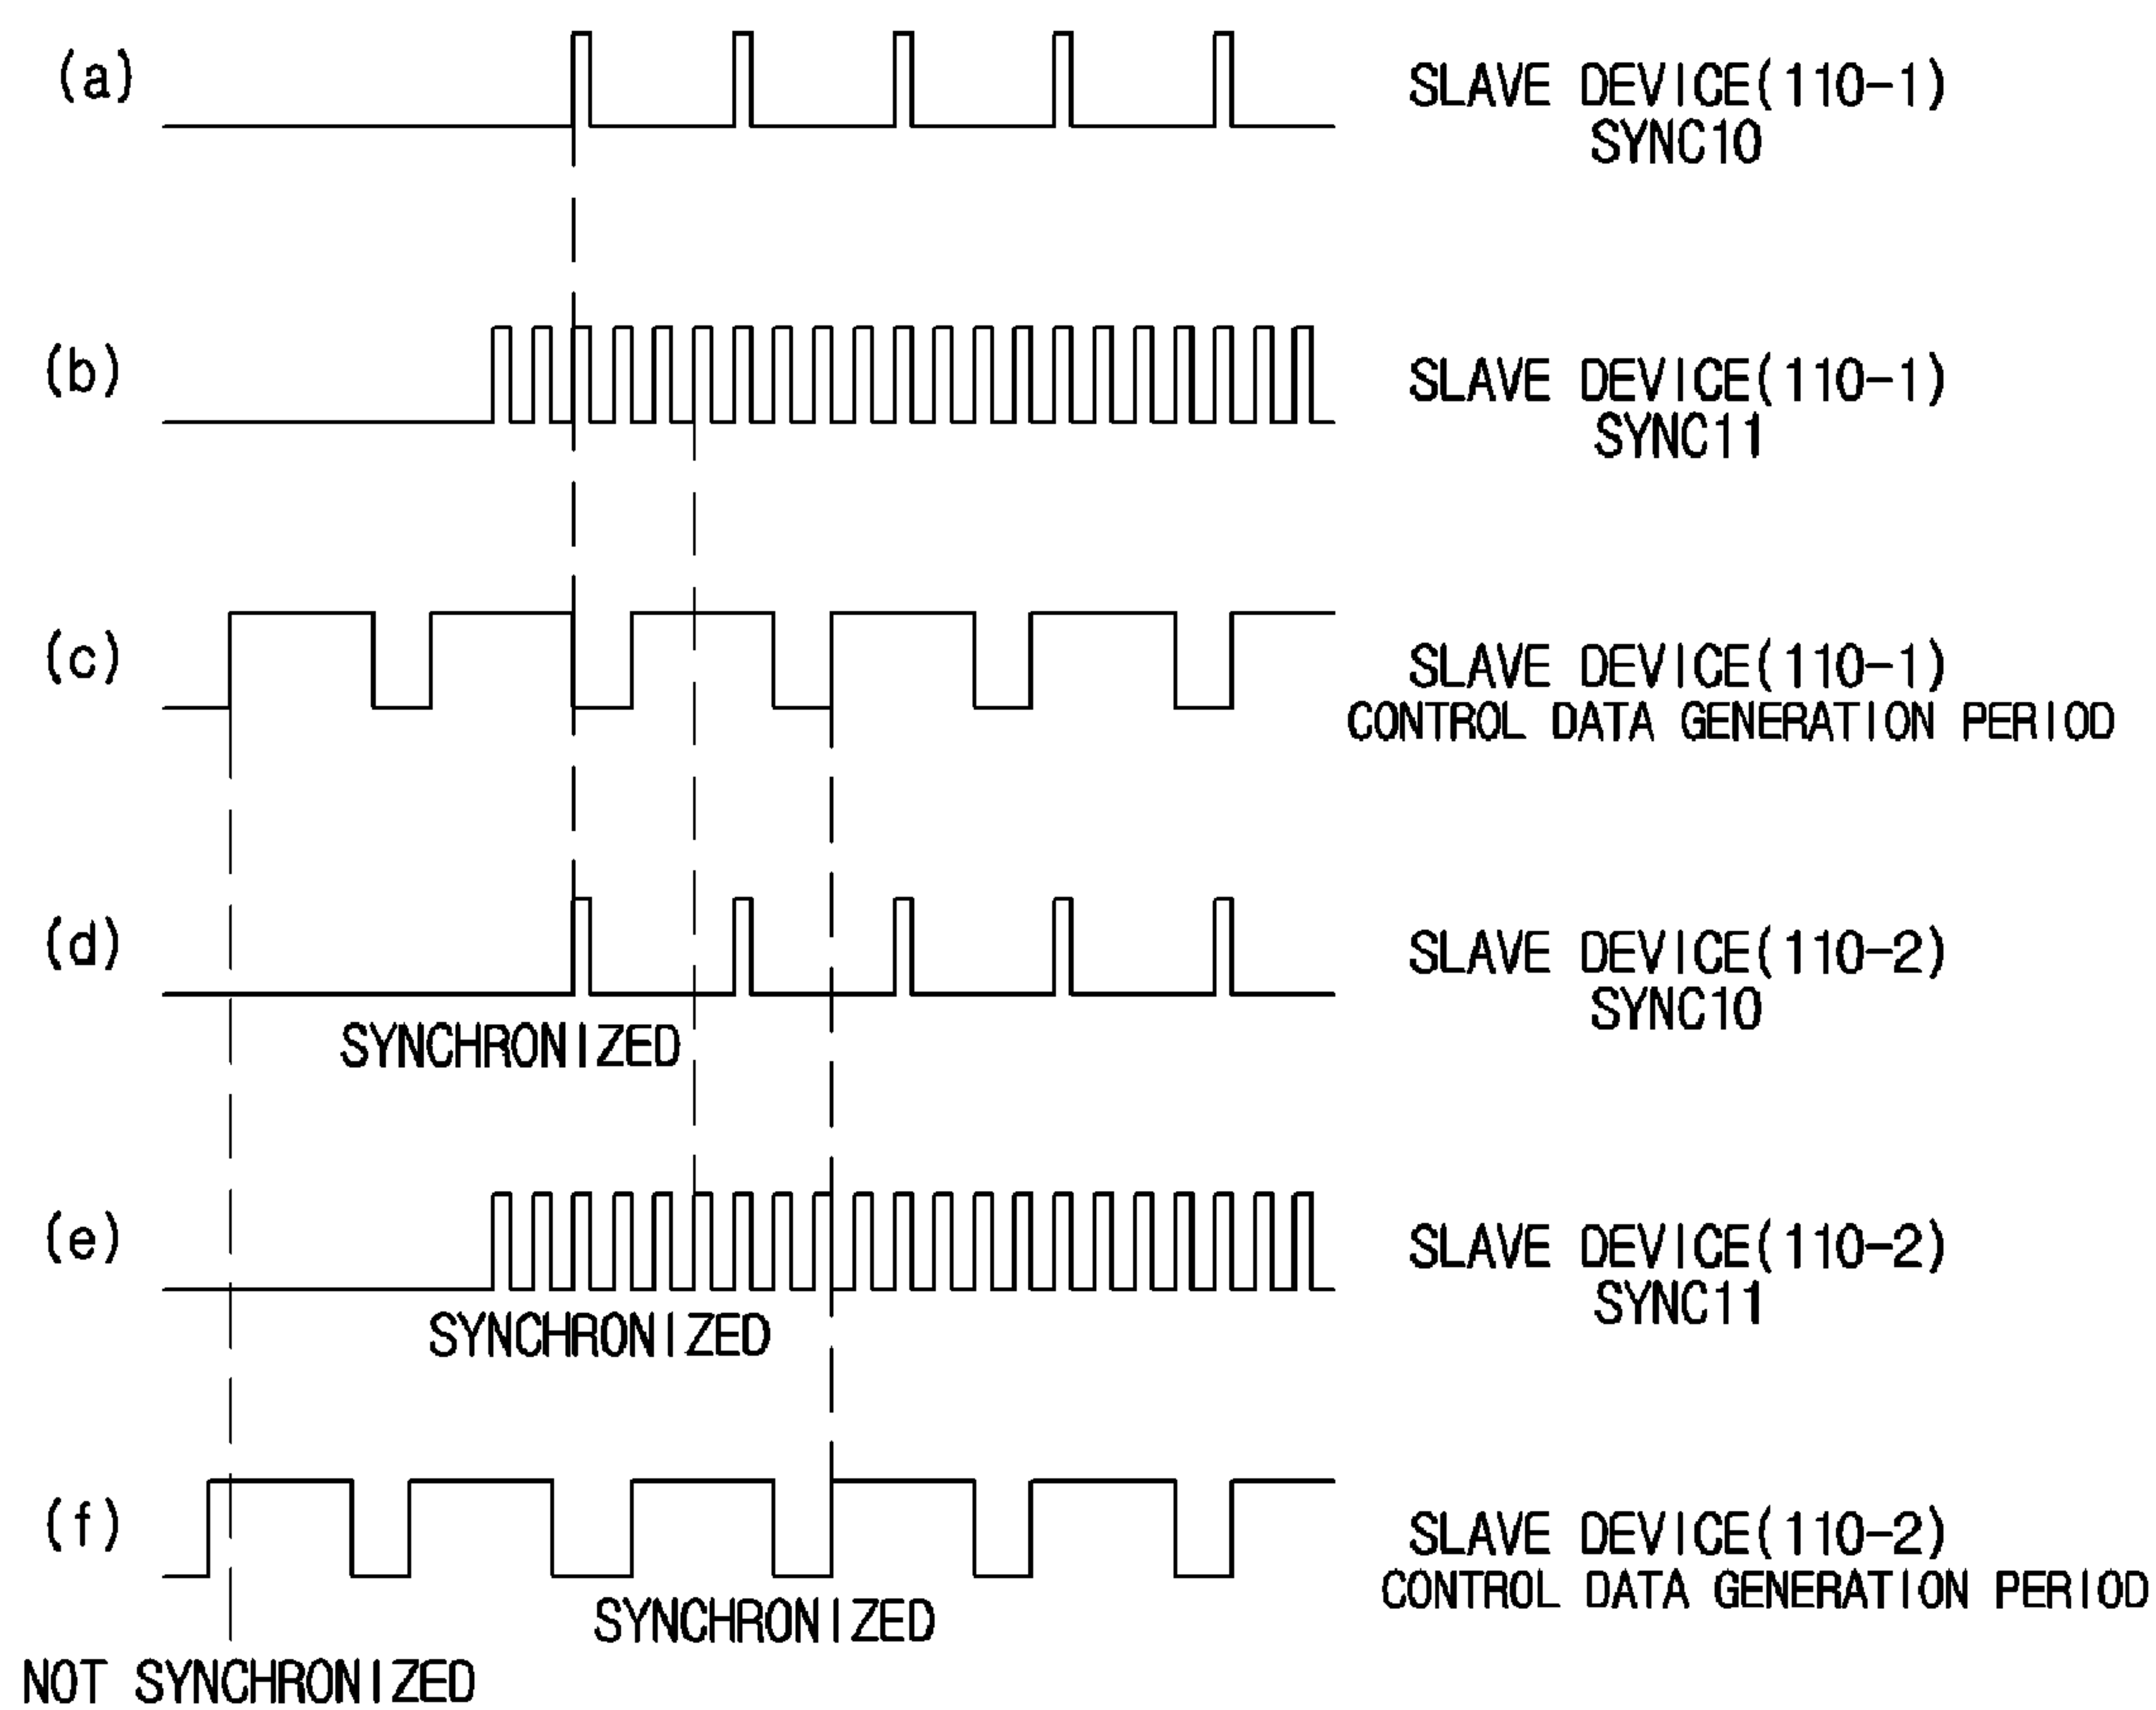 (a)
SLAVE DEVICE(110-1)
SYNC10
(b)
SLAVE DEVICE(110-1)
SYNC11
(c)
SLAVE DEVICE(110-1)
CONTROL DATA GENERATION PERIOD
(d)
SLAVE DEVICE(110-2)
SYNC10
SYNCHRONIZED
(e)
SLAVE DEVICE(110-2)
SYNC11
SYNCHRONIZED
(f)
SLAVE DEVICE(110-2)
CONTROL DATA GENERATION PERIOD
SYNCHRONIZED
NOT SYNCHRONIZED